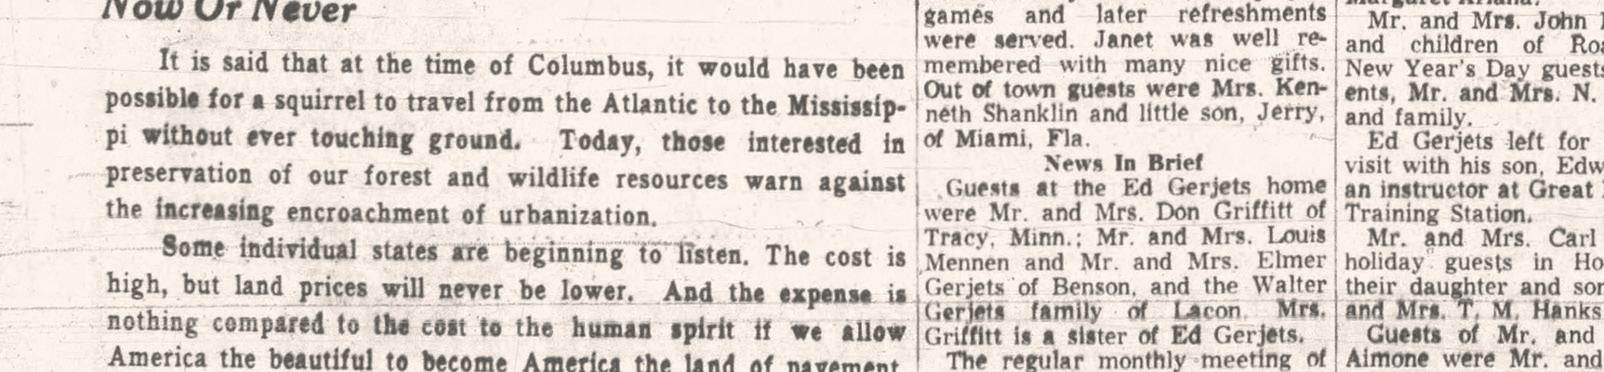 Now Or Never
It is said that at the time of Columbus, it would have been
possible for a squirrel to travel from the Atlantic to the Mississip-
pi without ever touching ground. Today, those interested in
preservation of our forest and wildlife resources warn against
the increasing encroachment of urbanization.
Some individual states are beginning to listen. The cost is
high, but land prices will never be lower. And the expense is
nothing compared to the cost to the human spirit if we allow
America the beautiful to become America the land of pavement.
games and later refreshments
were served. Janet was well re-
membered with many nice gifts.
Out of town guests were Mrs. Ken-
neth Shanklin and little son, Jerry,
of Miami, Fla.
News In Brief
Guests at the Ed Gerjets home
were Mr. and Mrs. Don Griffitt of
Tracy, Minn.; Mr. and Mrs. Louis
Mennen and Mr. and Mrs. Elmer
Gerjets of Benson, and the Walter
Gerjets family of Lacon. Mrs.
Griffitt is a sister of Ed Gerjets.
The regular monthly meeting of
Mr. and Mrs. John
and children of
New Year's Day guests
ents, Mr. and Mrs. N.
and family.
Ed Gerjets left for
visit with his son,
an instructor at Great
Training Station.
Mr. and Mrs. Carl
holiday guests in
their daughter and
and Mrs. T. M. Hanks
Guests of Mr. and
Aimone were Mr. and